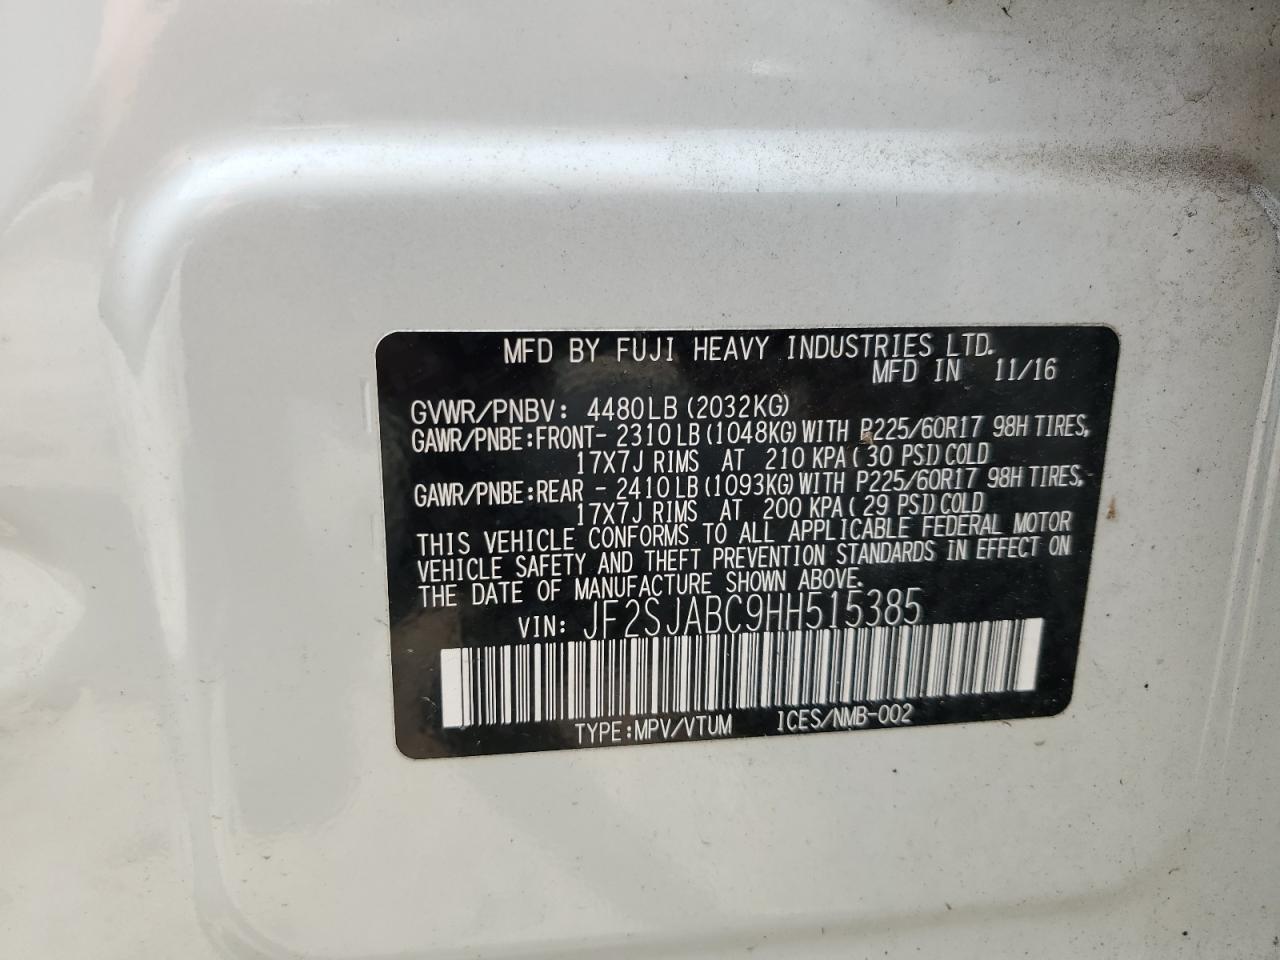 MFD BY FUJI HEAVY INDUSTRIES LTD.
MFD IN 11/16
GVWR/PNBV: 4480LB (2032KG)
GAWR/PNBE:FRONT- 2310LB (1048KG) WITH P225/60R17 98H TIRES,
17X7J RIMS AT 210 KPA( 30 PSI) COLD
GAWR/PNBE:REAR - 2410LB (1093KG) WITH P225/60R17 98H TIRES,
17X7J RIMS AT 200 KPA( 29 PSI) COLD
THIS VEHICLE CONFORMS TO ALL APPLICABLE FEDERAL MOTOR
VEHICLE SAFETY AND THEFT PREVENTION STANDARDS IN EFFECT ON
THE DATE OF MANUFACTURE SHOWN ABOVE.
VIN: JF2SJABC9HH515385
TYPE:MPV/VTUM ICES/NMB-002